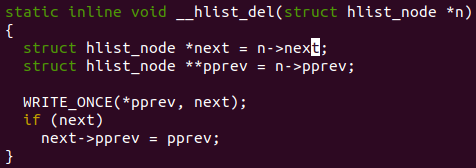 static inline void __hlist_del(struct hlist_node *n)
{
  struct hlist_node *next = n->next;
  struct hlist_node **pprev = n->pprev;

  WRITE_ONCE(*pprev, next);
  if (next)
    next->pprev = pprev;
}